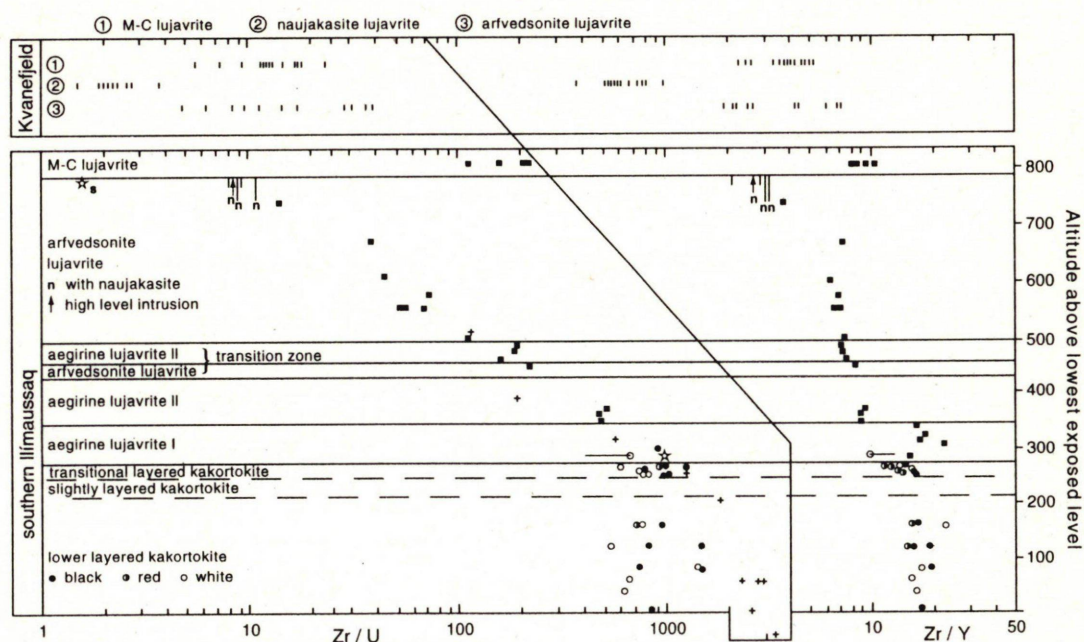 ① M-C lujavrite ② naujakasite lujavrite ③ arfvedsonite lujavrite
Kvanefjeld
①
②
③
southern Ilímaussaq
M-C lujavrite
s
n n n
n n n
arfvedsonite
lujavrite
n with naujakasite
↑ high level intrusion
aegirine lujavrite II } transition zone
arfvedsonite lujavrite
aegirine lujavrite II
aegirine lujavrite I
transitional layered kakortokite
slightly layered kakortokite
lower layered kakortokite
● black ◑ red ○ white
800
700
600
500
400
300
200
100
Altitude above lowest exposed level
1 Zr / U 10 100 1000 Zr / Y 10 50